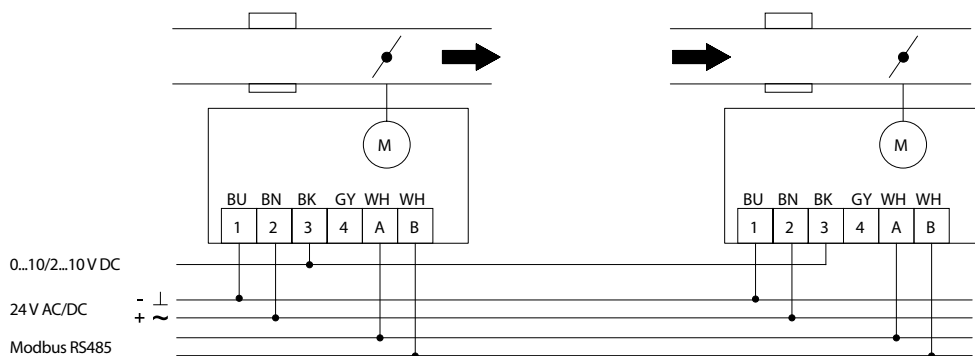 M M
BU BN BK GY WH WH BU BN BK GY WH WH
1 2 3 4 A B 1 2 3 4 A B
0...10/2...10 V DC
24 V AC/DC - ⊥
+ ~
Modbus RS485